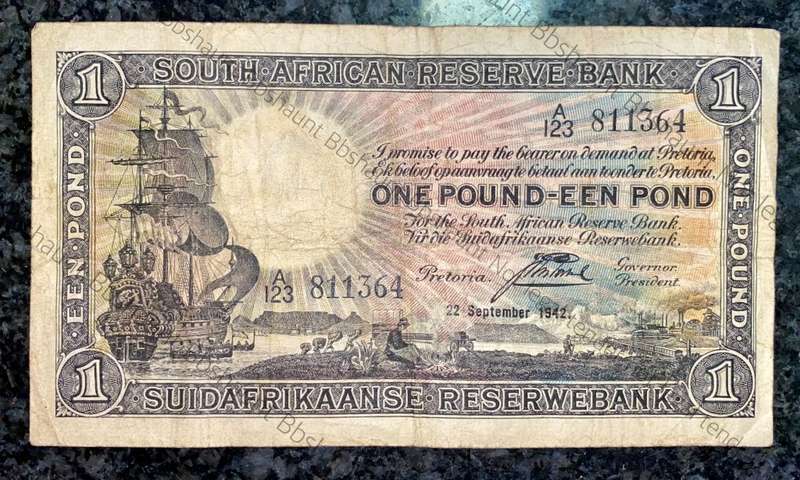 1 SOUTH·AFRICAN·RESERVE·BANK 1
A/123 811364
I promise to pay the bearer on demand at Pretoria,
Ek beloof op aanvraag te betaal aan toonder te Pretoria,
ONE POUND–EEN POND
For the South African Reserve Bank.
Vir die Suidafrikaanse Reserwebank.
Pretoria
Governor
President.
22 September 1942.
A/123 811364
EEN·POND
ONE·POUND
1 SUIDAFRIKAANSE·RESERWEBANK 1
Bbshaunt Bbshaunt
Bbshaunt